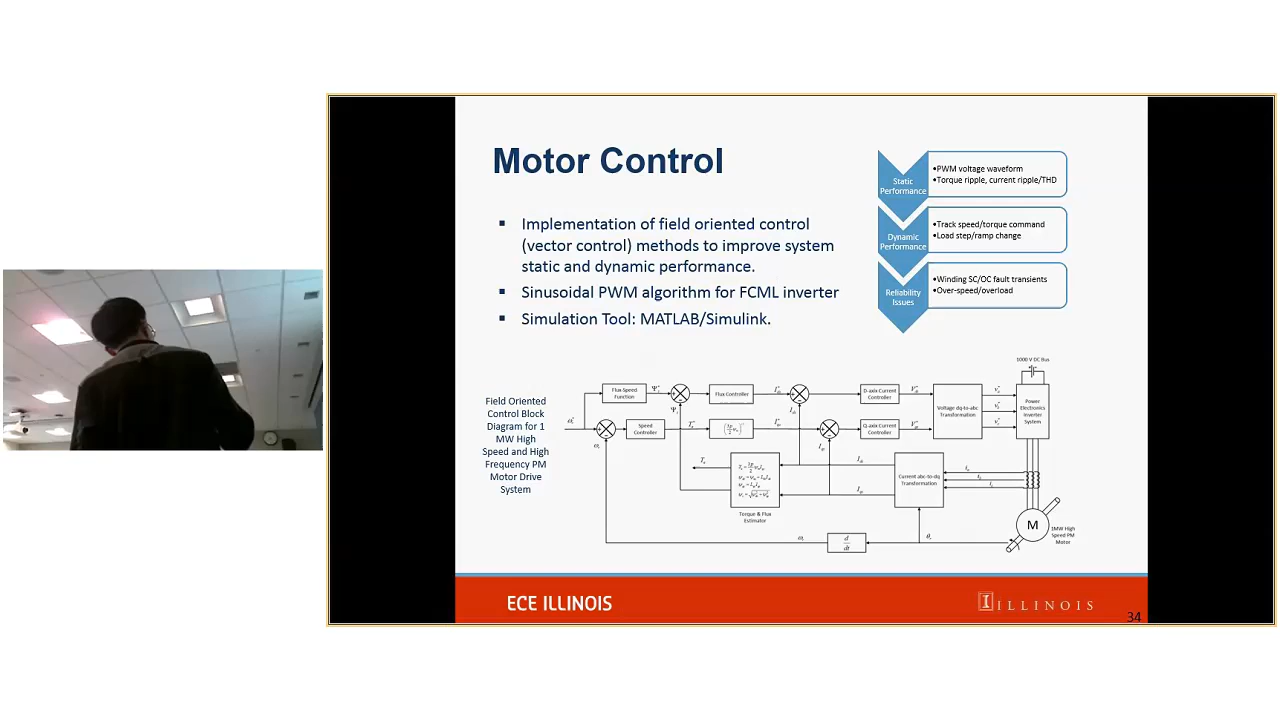 Motor Control
▪ Implementation of field oriented control
(vector control) methods to improve system
static and dynamic performance.
▪ Sinusoidal PWM algorithm for FCML inverter
▪ Simulation Tool: MATLAB/Simulink.
Static
Performance
•PWM voltage waveform
•Torque ripple, current ripple/THD
Dynamic
Performance
•Track speed/torque command
•Load step/ramp change
Reliability
Issues
•Winding SC/OC fault transients
•Over-speed/overload
Field Oriented
Control Block
Diagram for 1
MW High
Speed and High
Frequency PM
Motor Drive
System
Flux-Speed
Function
Flux Controller
D-axis Current
Controller
Speed
Controller
Q-axis Current
Controller
Voltage dq-to-abc
Transformation
1000 V DC Bus
Power
Electronics
Inverter
System
Torque & Flux
Estimator
Current abc-to-dq
Transformation
d
dt
M
1MW High
Speed PM
Motor
ECE ILLINOIS
I ILLINOIS
34